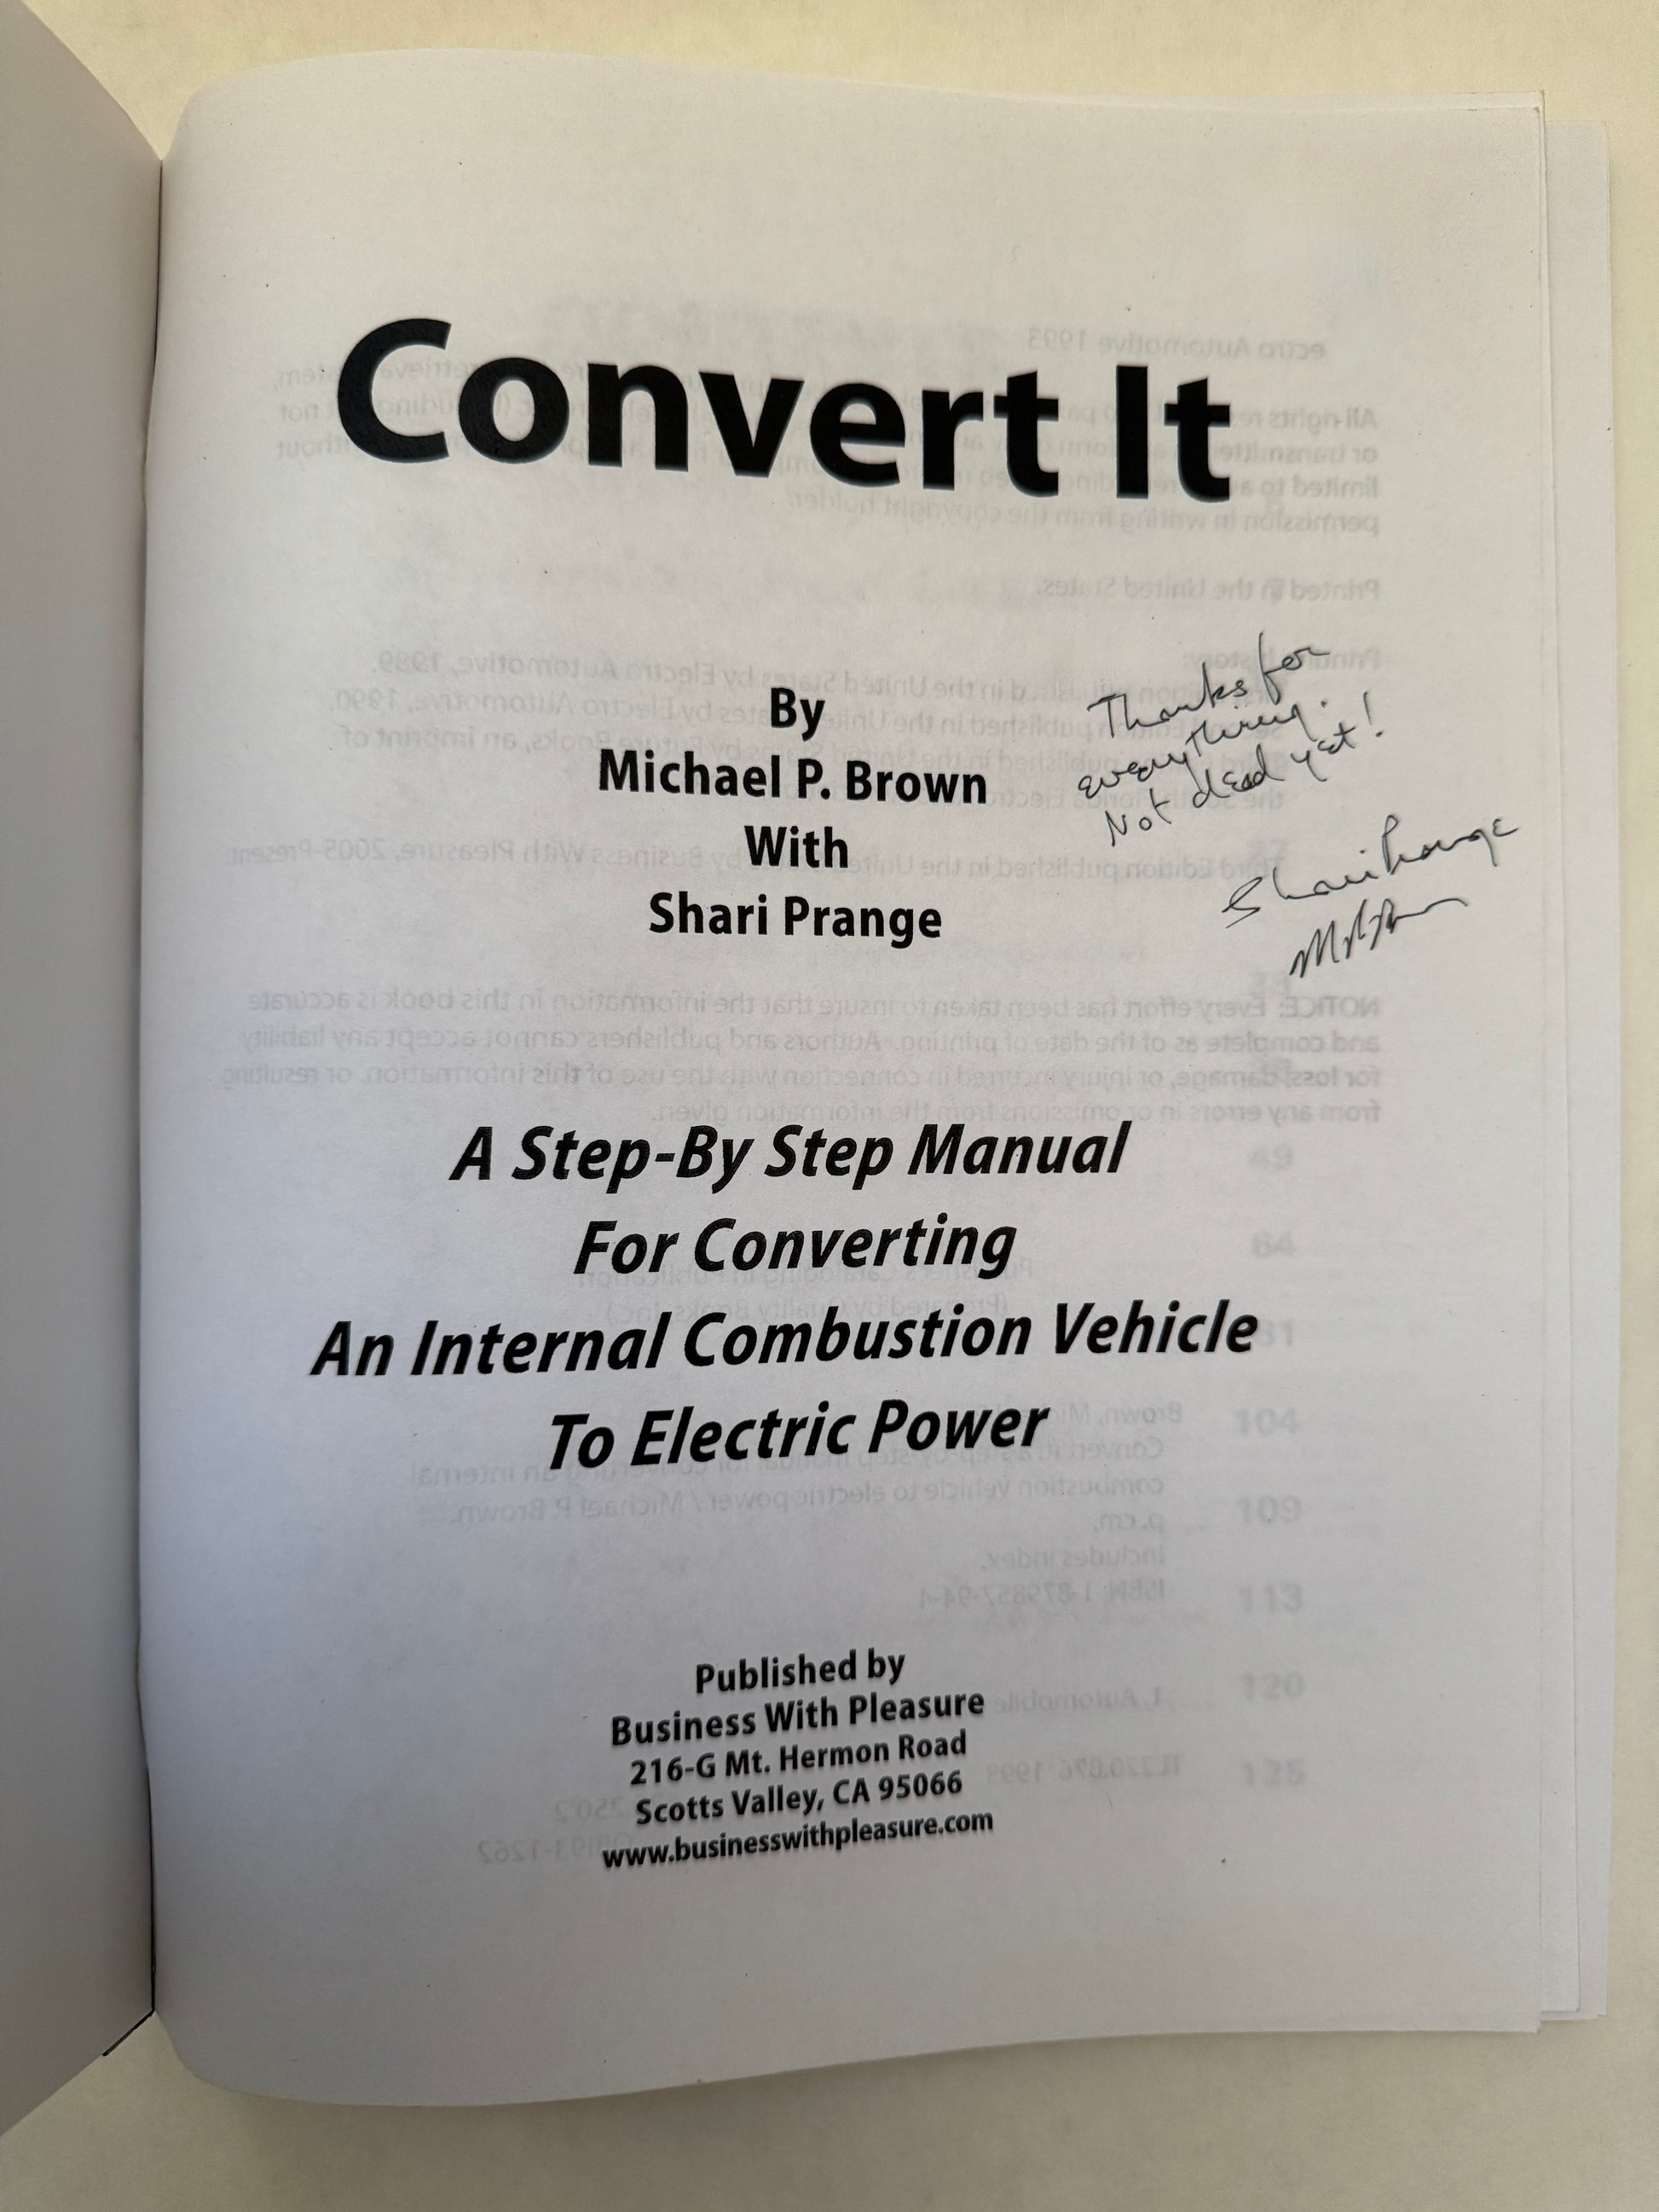 Convert It
By
Michael P. Brown
With
Shari Prange
Thanks for
everything.
Not dead yet!
Shari Prange
A Step-By Step Manual
For Converting
An Internal Combustion Vehicle
To Electric Power
Published by
Business With Pleasure
216-G Mt. Hermon Road
Scotts Valley, CA 95066
www.businesswithpleasure.com